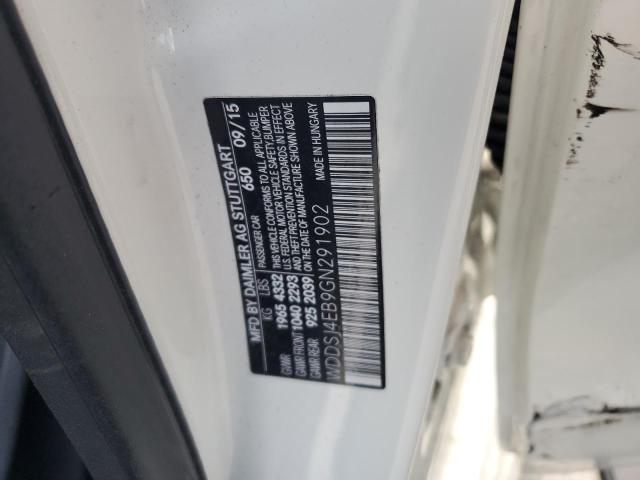 MFD BY DAIMLER AG STUTTGART
650 09/15
PASSENGER CAR
KG LBS
GVWR 1965 4332
GAWR FRONT 1040 2293
GAWR REAR 925 2039
THIS VEHICLE CONFORMS TO ALL APPLICABLE
U.S. FEDERAL MOTOR VEHICLE SAFETY, BUMPER
AND THEFT PREVENTION STANDARDS IN EFFECT
ON THE DATE OF MANUFACTURE SHOWN ABOVE
MADE IN HUNGARY
WDDSJ4EB9GN291902